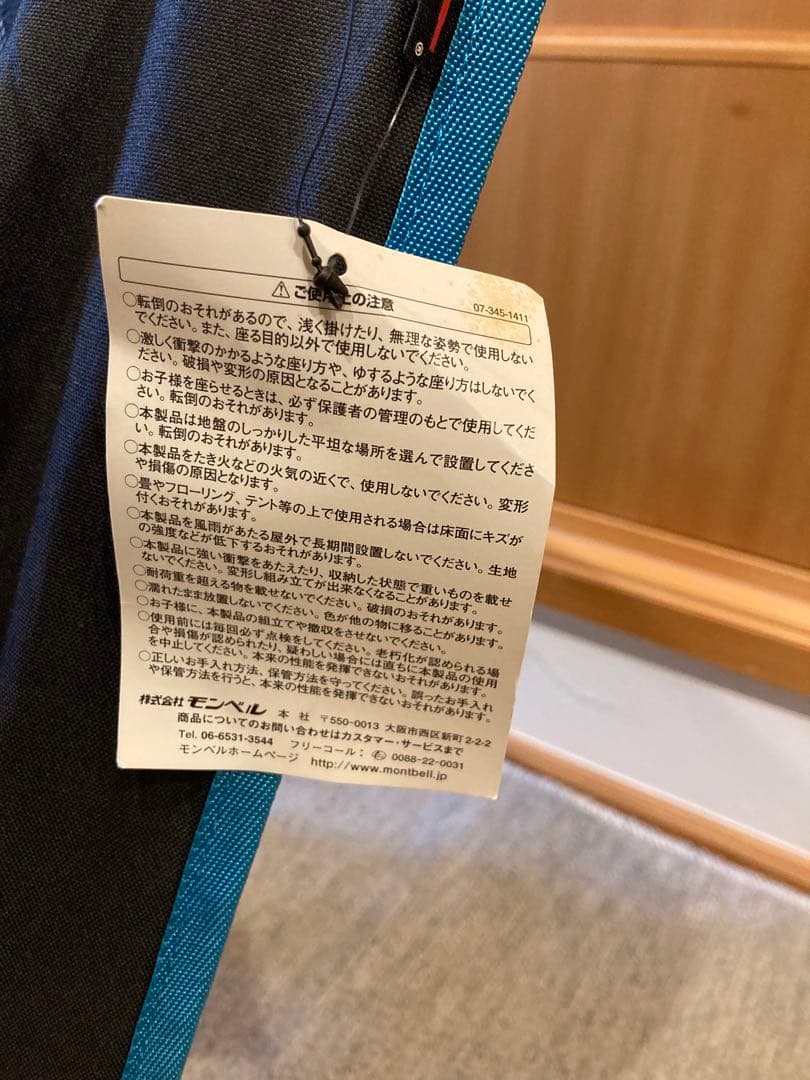 ⚠ご使用上の注意
07-345-1411
○転倒のおそれがあるので、浅く掛けたり、無理な姿勢で使用しない
でください。また、座る目的以外で使用しないでください。
○激しく衝撃のかかるような座り方や、ゆするような座り方はしないでく
ださい。破損や変形の原因となることがあります。
○お子様を座らせるときは、必ず保護者の管理のもとで使用してくだ
さい。転倒のおそれがあります。
○本製品は地盤のしっかりした平坦な場所を選んで設置してくださ
い。転倒のおそれがあります。
○本製品をたき火などの火気の近くで、使用しないでください。変形
や損傷の原因となります。
○畳やフローリング、テント等の上で使用される場合は床面にキズが
付くおそれがあります。
○本製品を風雨があたる屋外で長期間設置しないでください。生地
の強度などが低下するおそれがあります。
○本製品に強い衝撃をあたえたり、収納した状態で重いものを載せ
ないでください。変形し組み立てが出来なくなることがあります。
○耐荷重を超える物を載せないでください。破損のおそれがあります。
○濡れたまま放置しないでください。色が他の物に移ることがあります。
○お子様に、本製品の組立てや撤収をさせないでください。
○使用前には毎回必ず点検をしてください。老朽化が認められる場
合や損傷が認められたり、疑わしい場合には直ちに本製品の使用
を中止してください。本来の性能を発揮できないおそれがあります。
○正しいお手入れ方法、保管方法を守ってください。誤ったお手入れ
や保管方法を行うと、本来の性能を発揮できないおそれがあります。
株式会社 モンベル 本 社 〒550-0013 大阪市西区新町2-2-2
商品についてのお問い合わせはカスタマー・サービスまで
Tel. 06-6531-3544 フリーコール: 0088-22-0031
モンベルホームページ http://www.montbell.jp